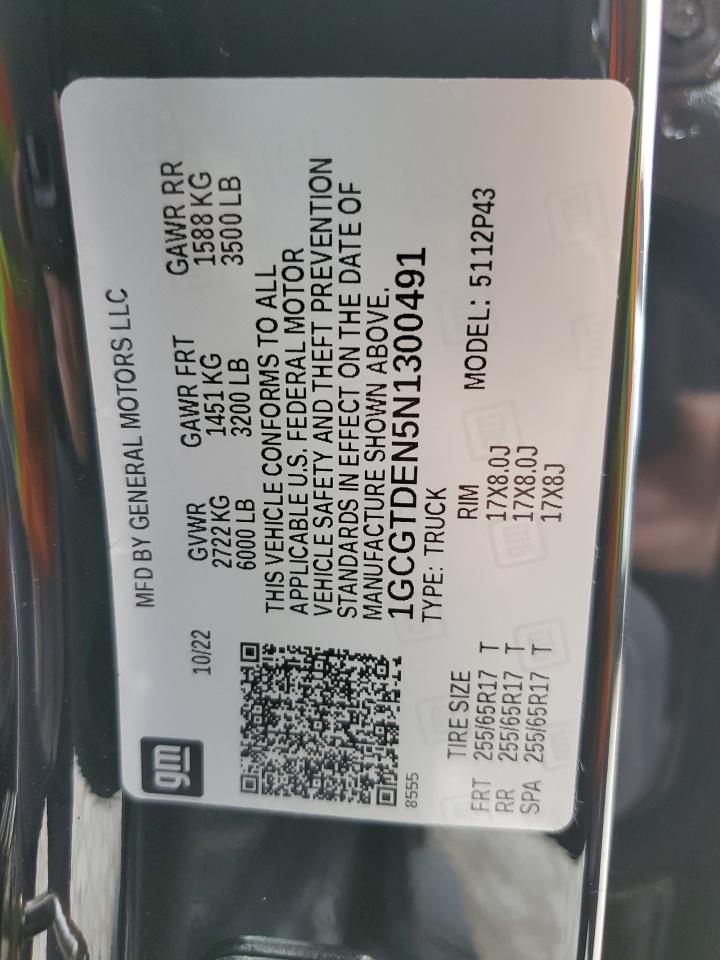 gm
MFD BY GENERAL MOTORS LLC
10/22 GVWR GAWR FRT GAWR RR
2722 KG 1451 KG 1588 KG
6000 LB 3200 LB 3500 LB
THIS VEHICLE CONFORMS TO ALL
APPLICABLE U.S. FEDERAL MOTOR
VEHICLE SAFETY AND THEFT PREVENTION
STANDARDS IN EFFECT ON THE DATE OF
MANUFACTURE SHOWN ABOVE.
1GCGTDEN5N1300491
8555 TYPE: TRUCK
TIRE SIZE RIM MODEL: 5112P43
FRT 255/65R17 T 17X8.0J
RR 255/65R17 T 17X8.0J
SPA 255/65R17 T 17X8J